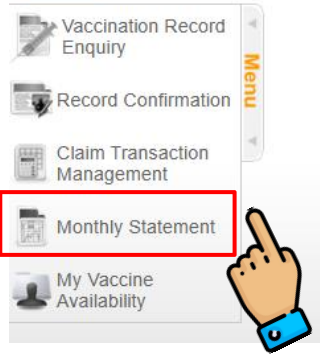 Vaccination Record
Enquiry
Menu
Record Confirmation
Claim Transaction
Management
Monthly Statement
My Vaccine
Availability